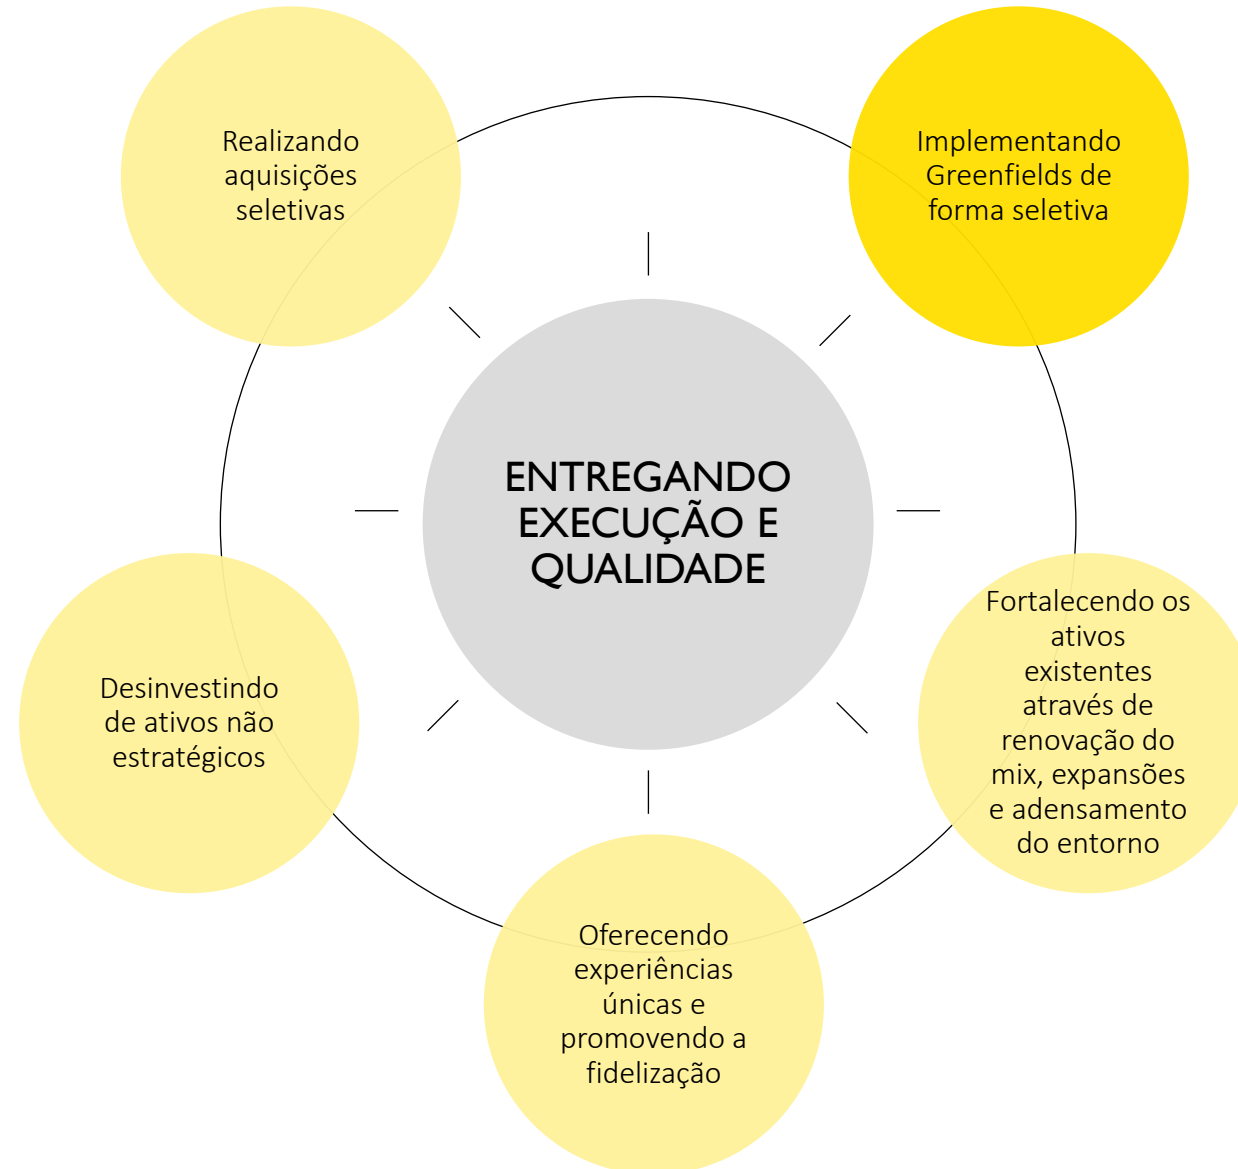 Realizando
aquisições
seletivas
Implementando
Greenfields de
forma seletiva
ENTREGANDO
EXECUÇÃO E
QUALIDADE
Fortalecendo os
ativos
existentes
através de
renovação do
mix, expansões
e adensamento
do entorno
Desinvestindo
de ativos não
estratégicos
Oferecendo
experiências
únicas e
promovendo a
fidelização